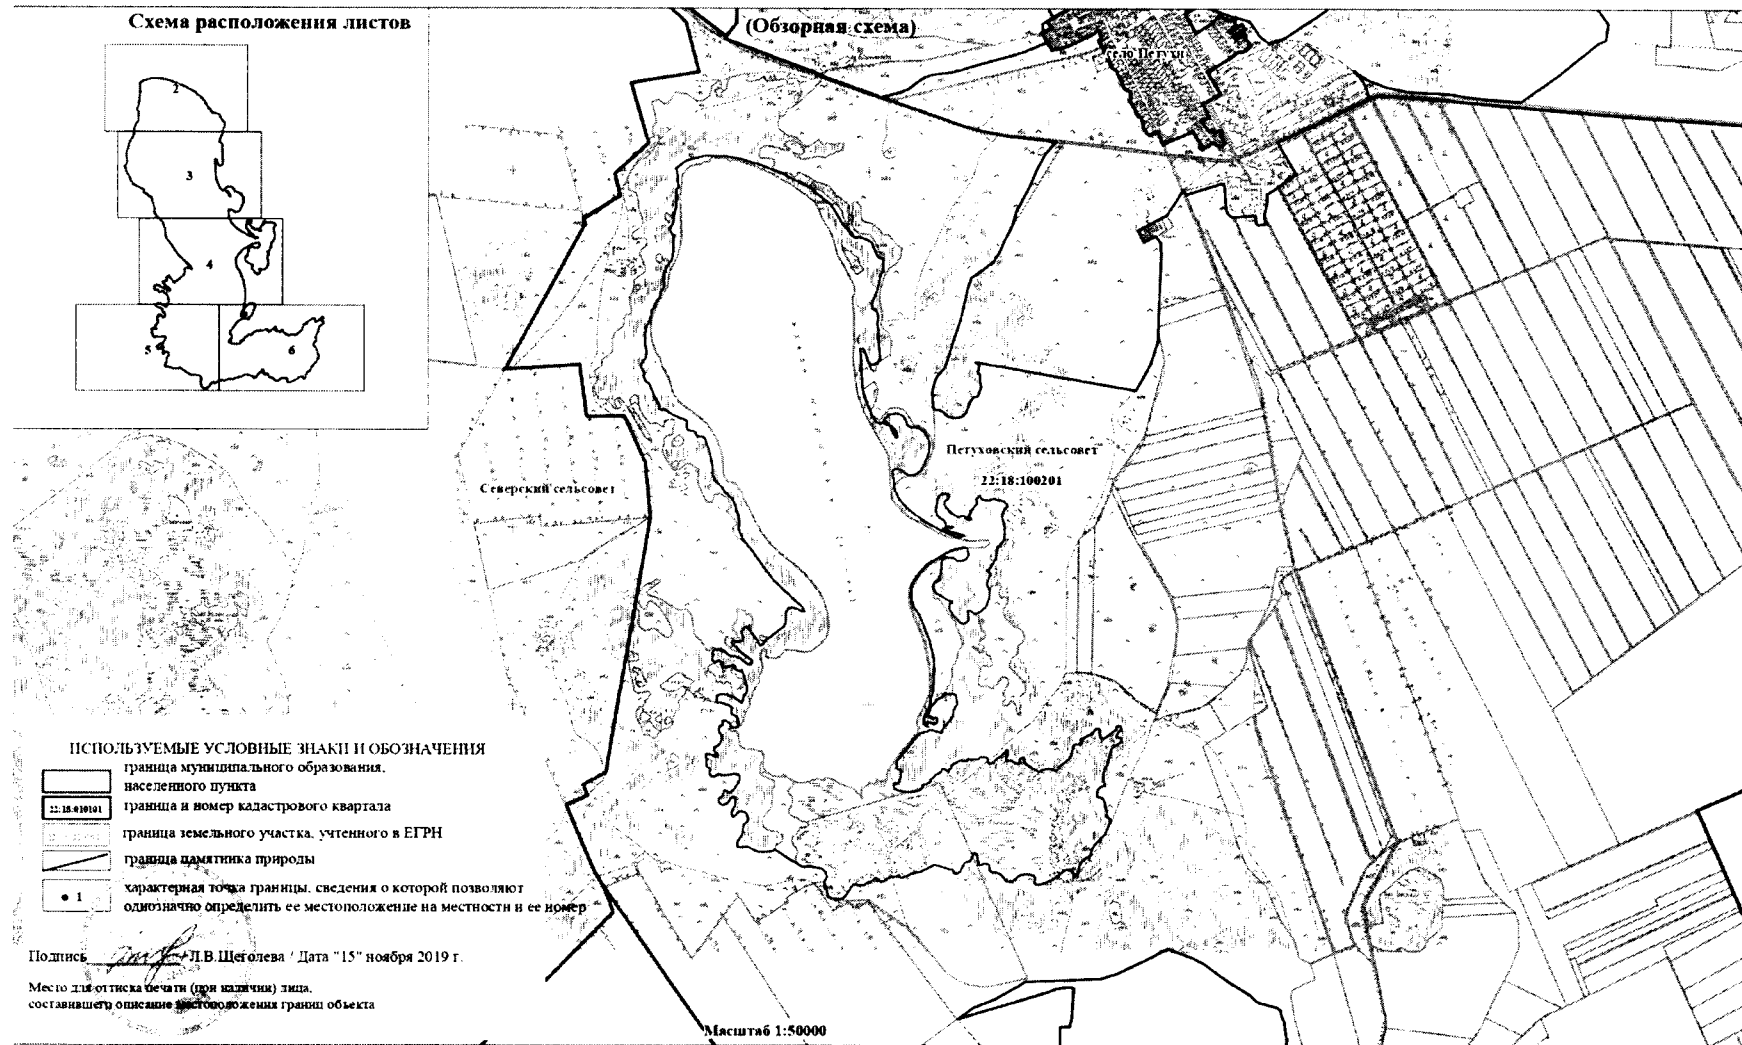 Схема расположения листов
(Обзорная схема)
2
3
4
5
6
село Петухи
Петуховский сельсовет
22:18:100201
Северский сельсовет
ИСПОЛЬЗУЕМЫЕ УСЛОВНЫЕ ЗНАКИ И ОБОЗНАЧЕНИЯ
граница муниципального образования,
населенного пункта
22:18:010101
граница и номер кадастрового квартала
граница земельного участка, учтенного в ЕГРН
граница памятника природы
• 1
характерная точка границы, сведения о которой позволяют
однозначно определить ее местоположение на местности и ее номер
Подпись Л.В.Щеголева / Дата "15" ноября 2019 г.
Место для оттиска печати (при наличии) лица,
составившего описание местоположения границ объекта
Масштаб 1:50000